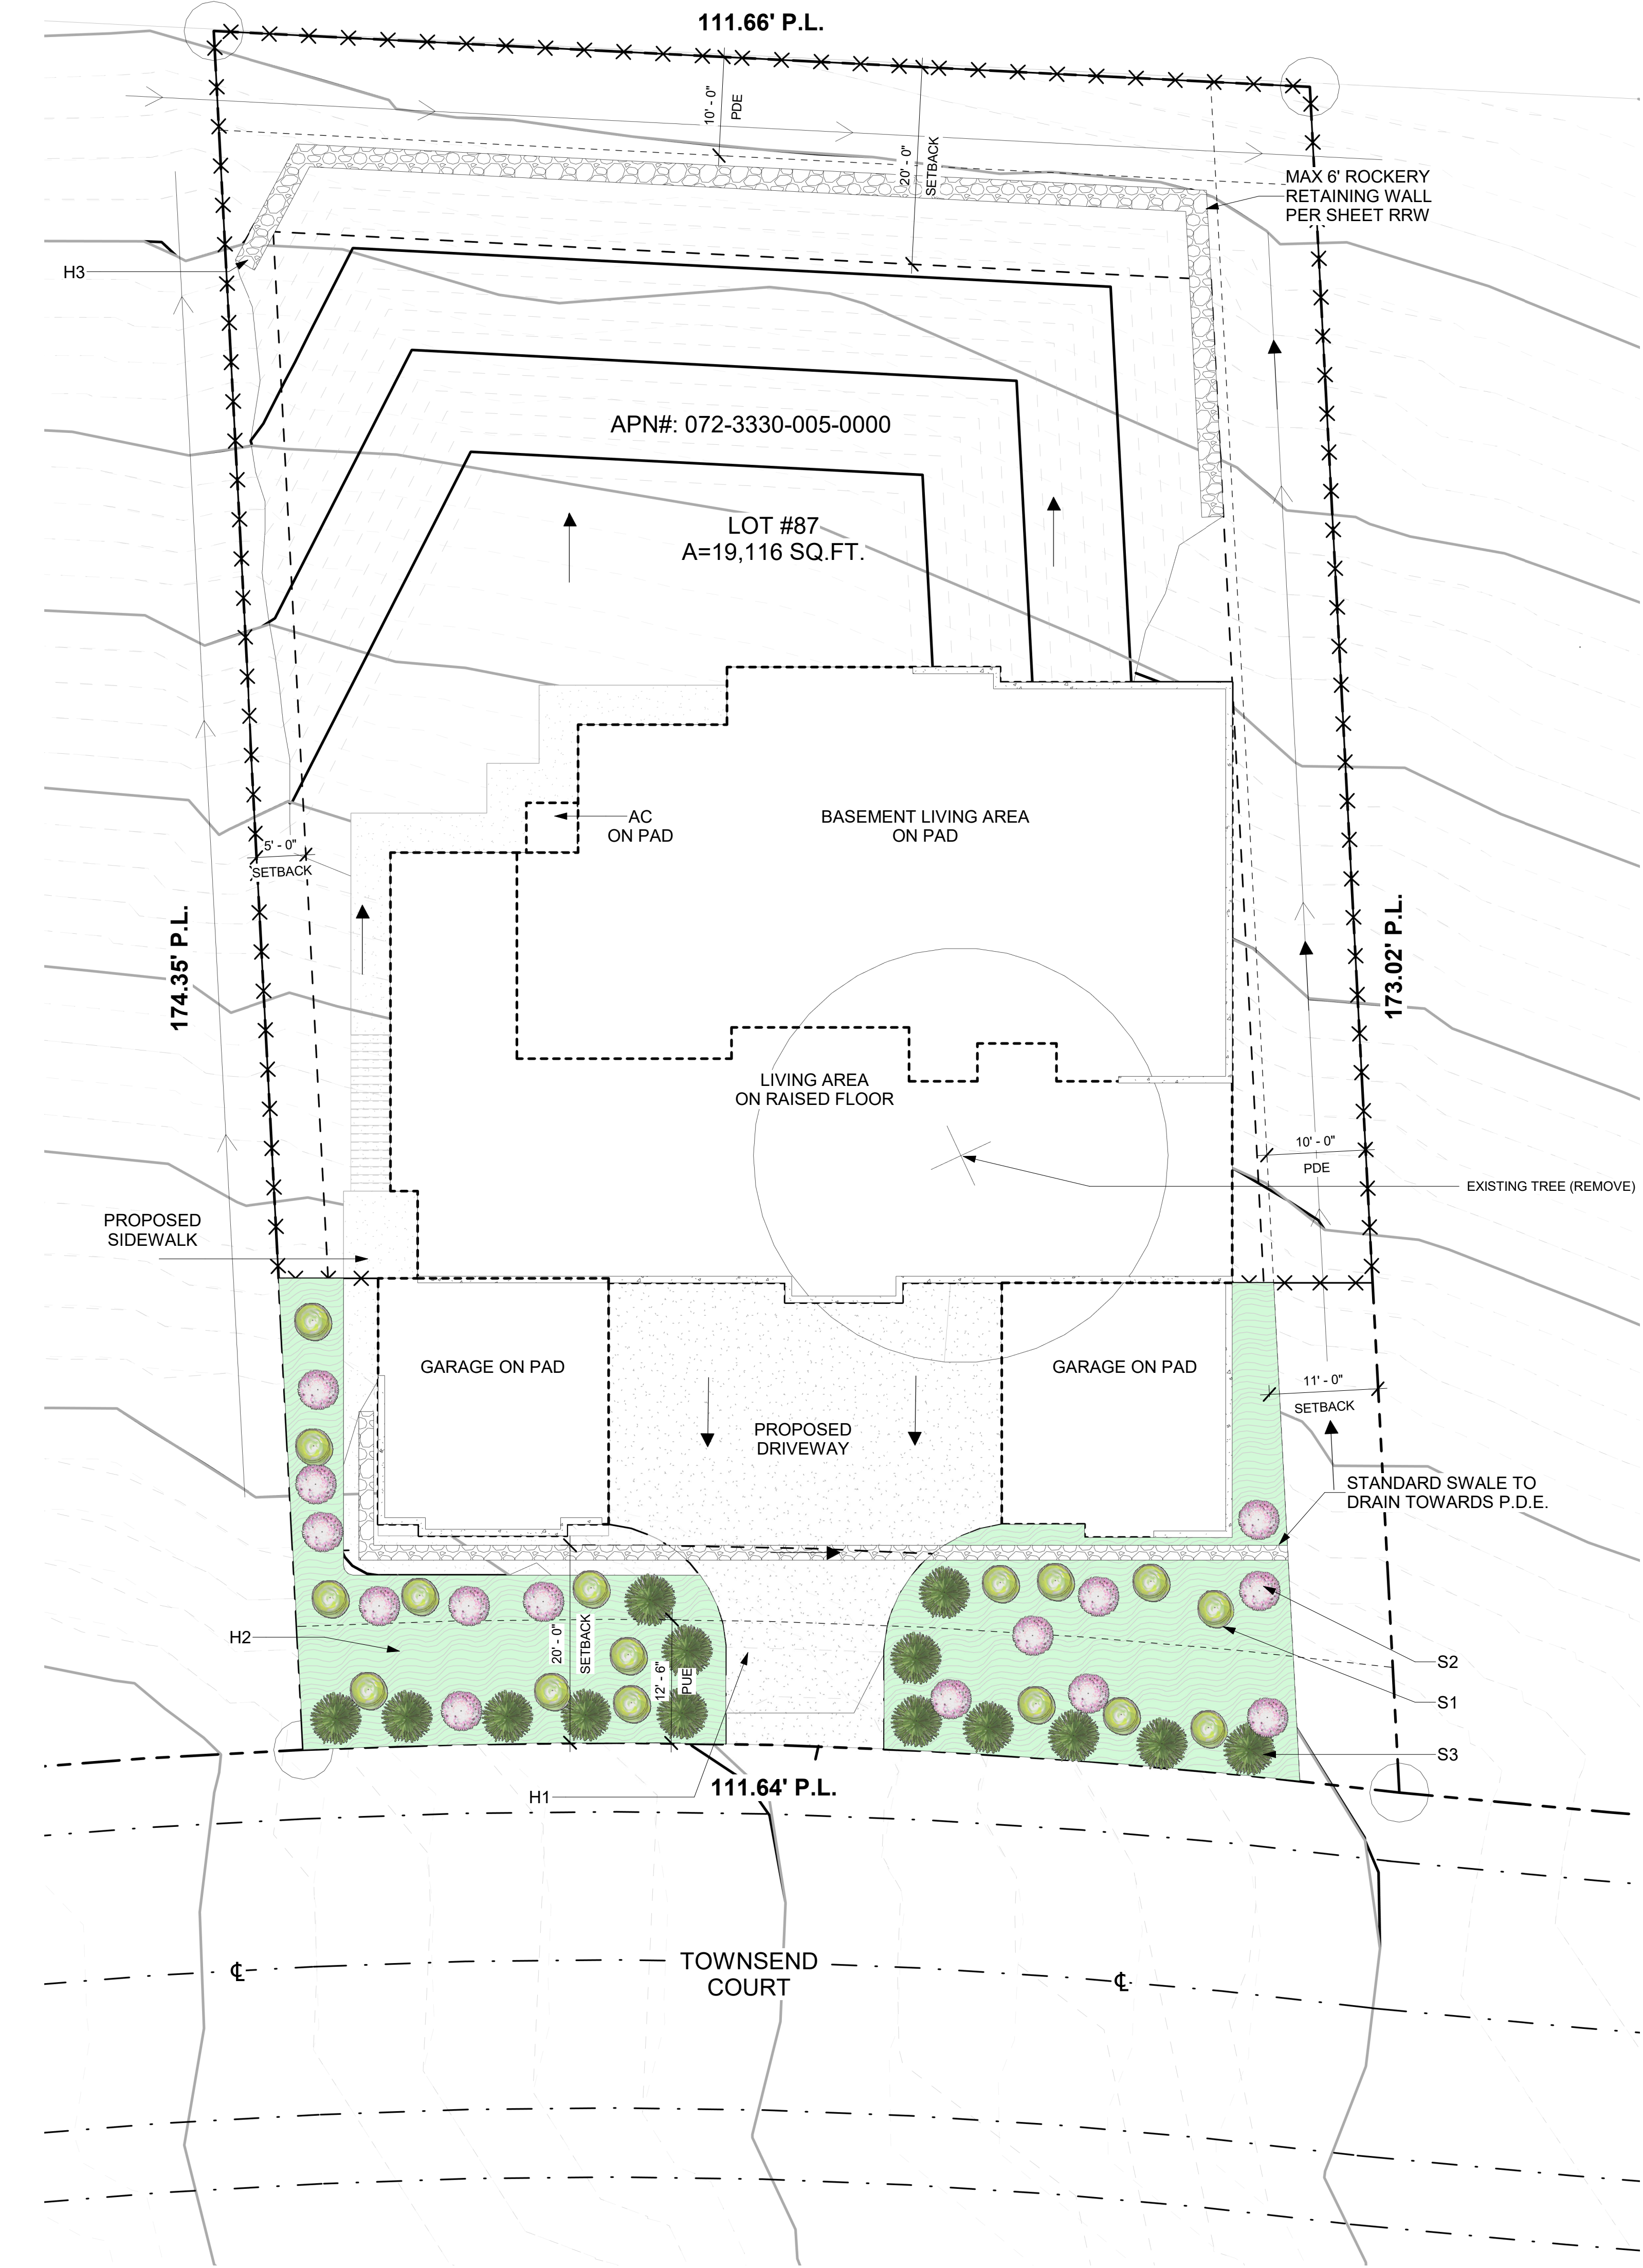 111.66' P.L.
10' - 0"
PDE
20' - 0"
SETBACK
MAX 6' ROCKERY
RETAINING WALL
PER SHEET RRW
H3
APN#: 072-3330-005-0000
LOT #87
A=19,116 SQ.FT.
AC
ON PAD
BASEMENT LIVING AREA
ON PAD
5' - 0"
SETBACK
174.35' P.L.
173.02' P.L.
LIVING AREA
ON RAISED FLOOR
10' - 0"
PDE
EXISTING TREE (REMOVE)
PROPOSED
SIDEWALK
GARAGE ON PAD
GARAGE ON PAD
11' - 0"
SETBACK
PROPOSED
DRIVEWAY
STANDARD SWALE TO
DRAIN TOWARDS P.D.E.
H2
20' - 0"
SETBACK
12' - 6"
PUE
S2
S1
S3
H1
111.64' P.L.
TOWNSEND
COURT
℄
℄